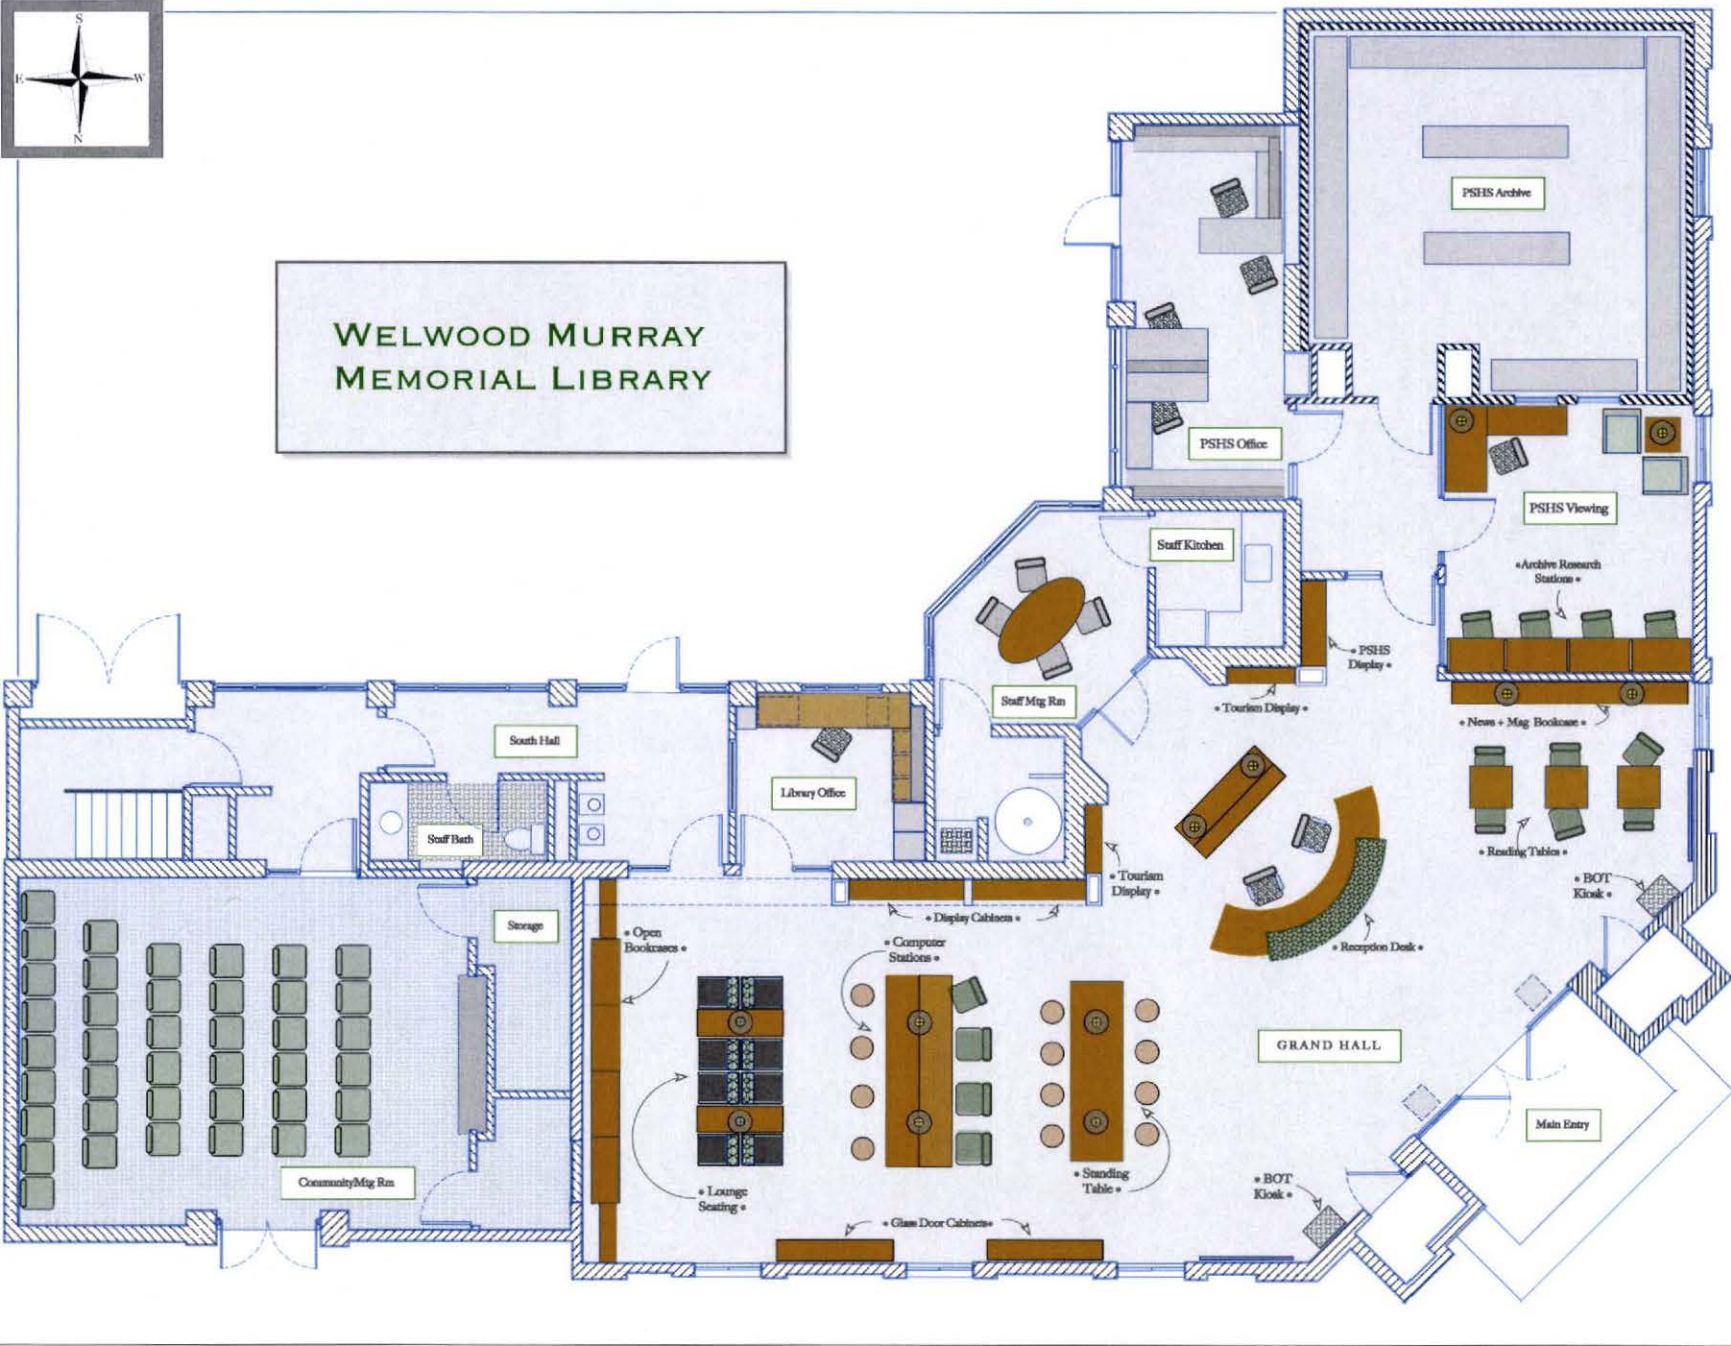 S
E W
N
WELWOOD MURRAY
MEMORIAL LIBRARY
PSHS Archive
PSHS Office
PSHS Viewing
Staff Kitchen
•Archive Research
Stations •
• PSHS
Display •
Staff Mtg Rm
• Tourism Display •
• News + Mag Bookcase •
South Hall
Library Office
Staff Bath
• Reading Tables •
• Tourism
Display •
• BOT
Kiosk •
Storage
• Open
Bookcases •
• Display Cabinets •
• Computer
Stations •
• Reception Desk •
GRAND HALL
Main Entry
CommunityMtg Rm
• Lounge
Seating •
• Standing
Table •
• BOT
Kiosk •
• Glass Door Cabinets•